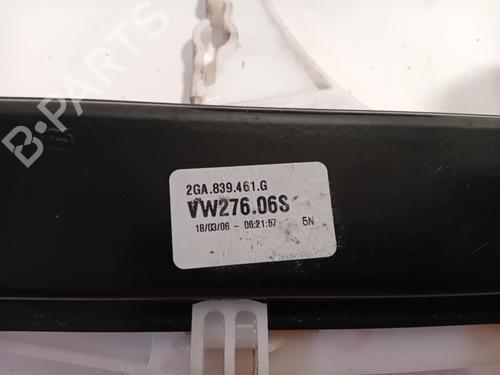 B-PARTS
2GA.839.461.G
VW276.06S
18/03/06 - 06:21:57 5N